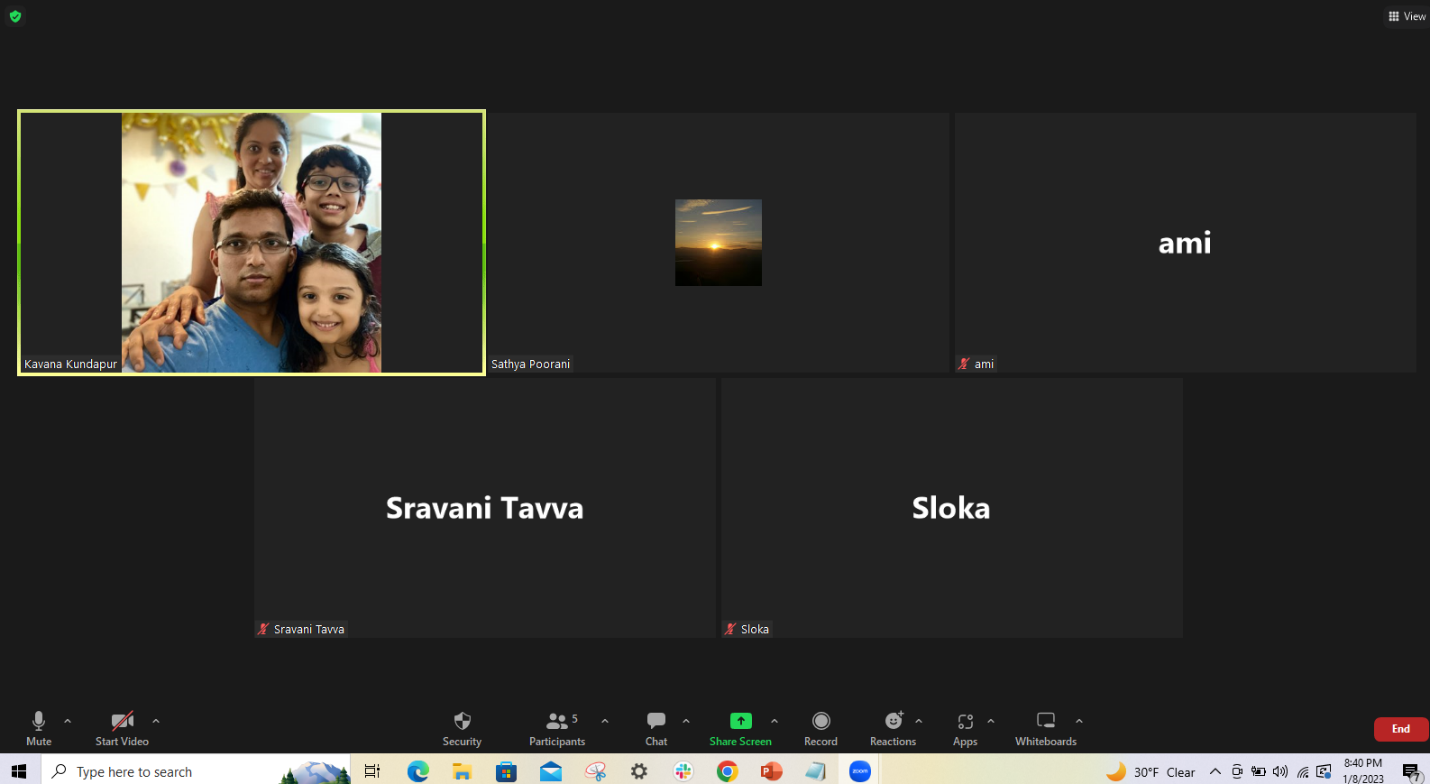 View
Kavana Kundapur
Sathya Poorani
ami
ami
Sravani Tavva
Sravani Tavva
Sloka
Sloka
Mute
Start Video
Security
5
Participants
Chat
Share Screen
Record
Reactions
Apps
Whiteboards
End
Type here to search
zoom
30°F Clear
8:40 PM
1/8/2023
7